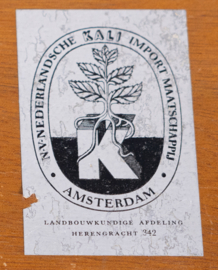 N.V. NEDERLANDSCHE KALI IMPORT MAATSCHAPPIJ
K
· AMSTERDAM ·
LANDBOUWKUNDIGE AFDELING
HERENGRACHT 342